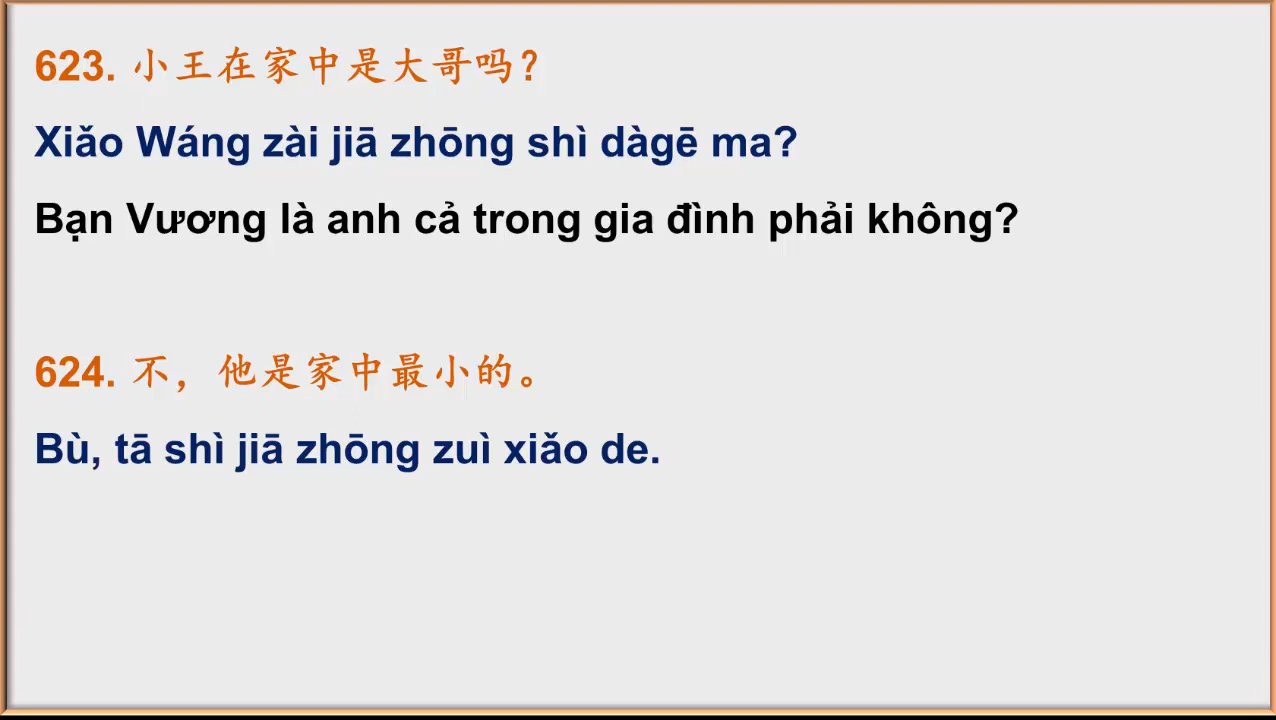 623. 小王在家中是大哥吗？
Xiǎo Wáng zài jiā zhōng shì dàgē ma?
Bạn Vương là anh cả trong gia đình phải không?
624. 不，他是家中最小的。
Bù, tā shì jiā zhōng zuì xiǎo de.